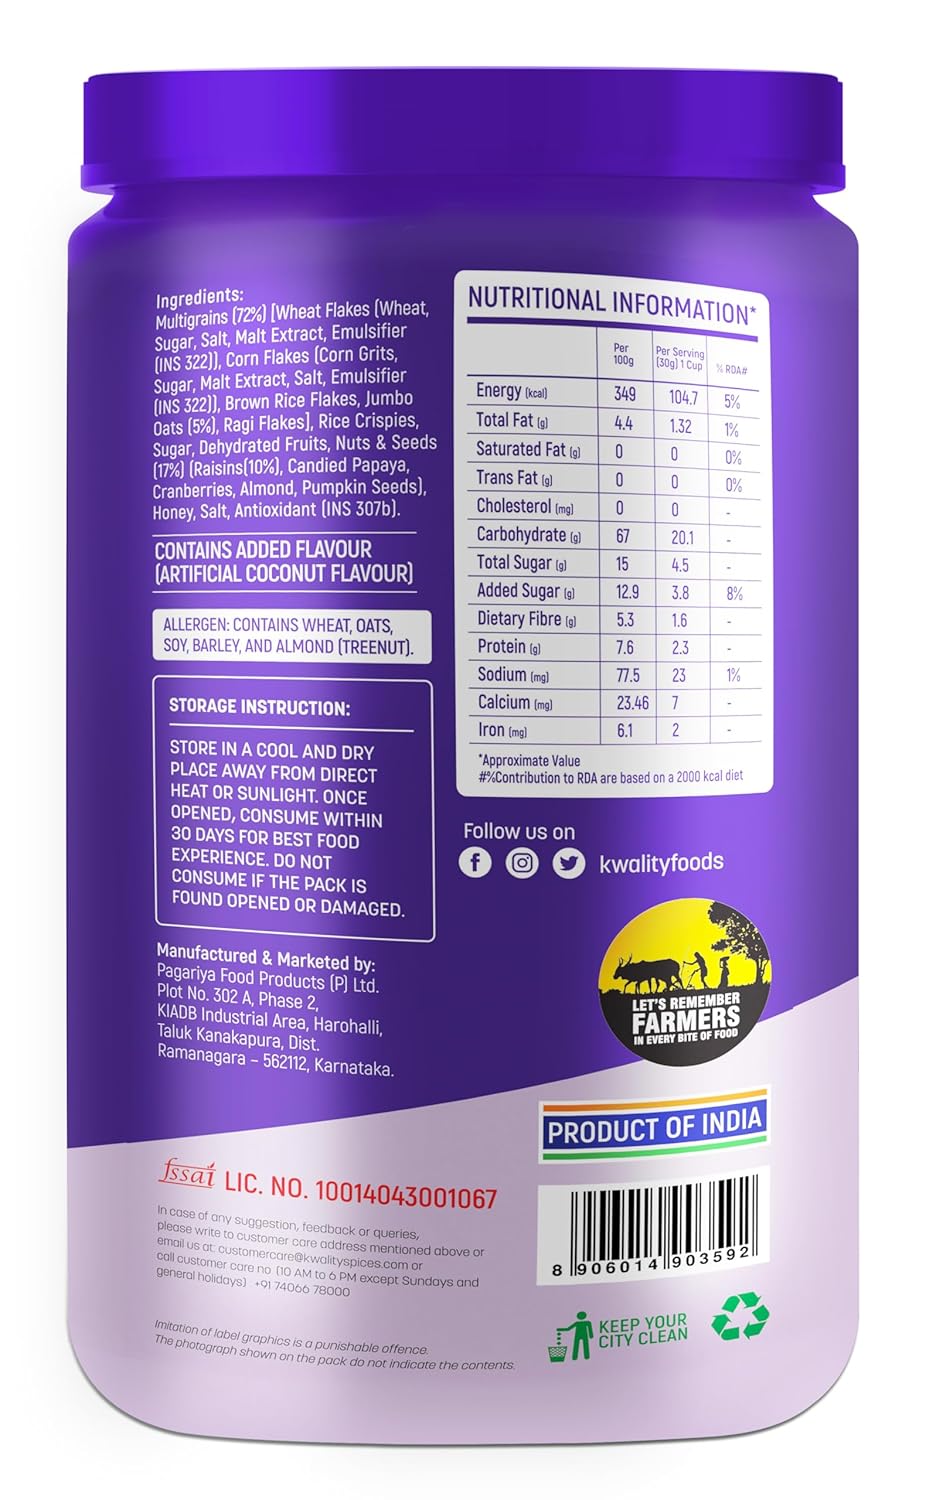 Ingredients:
Multigrains (72%) [Wheat Flakes (Wheat,
Sugar, Salt, Malt Extract, Emulsifier
(INS 322)), Corn Flakes (Corn Grits,
Sugar, Malt Extract, Salt, Emulsifier
(INS 322)), Brown Rice Flakes, Jumbo
Oats (5%), Ragi Flakes], Rice Crispies,
Sugar, Dehydrated Fruits, Nuts & Seeds
(17%) (Raisins(10%), Candied Papaya,
Cranberries, Almond, Pumpkin Seeds),
Honey, Salt, Antioxidant (INS 307b).
CONTAINS ADDED FLAVOUR
(ARTIFICIAL COCONUT FLAVOUR)
ALLERGEN: CONTAINS WHEAT, OATS,
SOY, BARLEY, AND ALMOND (TREENUT).
STORAGE INSTRUCTION:
STORE IN A COOL AND DRY
PLACE AWAY FROM DIRECT
HEAT OR SUNLIGHT. ONCE
OPENED, CONSUME WITHIN
30 DAYS FOR BEST FOOD
EXPERIENCE. DO NOT
CONSUME IF THE PACK IS
FOUND OPENED OR DAMAGED.
Manufactured & Marketed by:
Pagariya Food Products (P) Ltd.
Plot No. 302 A, Phase 2,
KIADB Industrial Area, Harohalli,
Taluk Kanakapura, Dist.
Ramanagara – 562112, Karnataka.
NUTRITIONAL INFORMATION*
Per 100g Per Serving (30g) 1 Cup % RDA#
Energy (kcal) 349 104.7 5%
Total Fat (g) 4.4 1.32 1%
Saturated Fat (g) 0 0 0%
Trans Fat (g) 0 0 0%
Cholesterol (mg) 0 0 -
Carbohydrate (g) 67 20.1 -
Total Sugar (g) 15 4.5 -
Added Sugar (g) 12.9 3.8 8%
Dietary Fibre (g) 5.3 1.6 -
Protein (g) 7.6 2.3 -
Sodium (mg) 77.5 23 1%
Calcium (mg) 23.46 7 -
Iron (mg) 6.1 2 -
*Approximate Value
#%Contribution to RDA are based on a 2000 kcal diet
Follow us on
kwalityfoods
LET'S REMEMBER
FARMERS
IN EVERY BITE OF FOOD
PRODUCT OF INDIA
fssai LIC. NO. 10014043001067
In case of any suggestion, feedback or queries,
please write to customer care address mentioned above or
email us at: customercare@kwalityspices.com or
call customer care no (10 AM to 6 PM except Sundays and
general holidays) +91 74066 78000
8 906014 903592
KEEP YOUR
CITY CLEAN
Imitation of label graphics is a punishable offence.
The photograph shown on the pack do not indicate the contents.